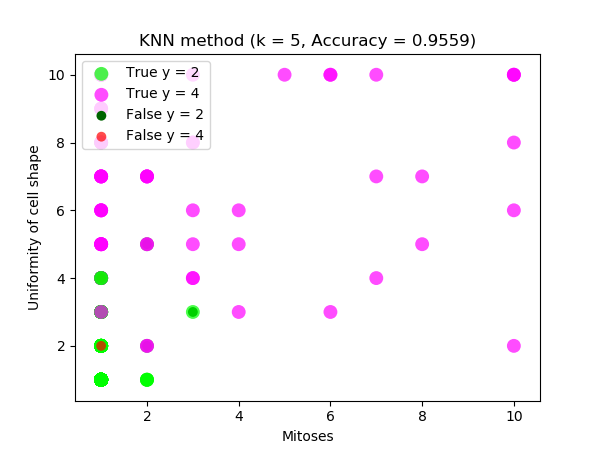 KNN method (k = 5, Accuracy = 0.9559)
True y = 2
True y = 4
False y = 2
False y = 4
10
8
6
4
2
Uniformity of cell shape
2 4 6 8 10
Mitoses